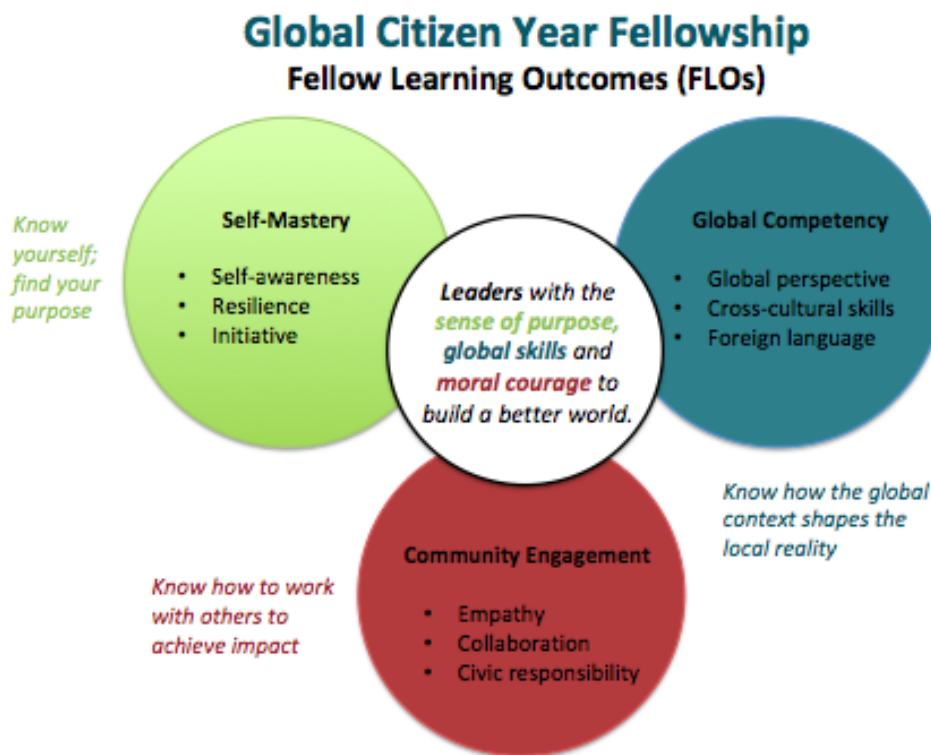 Global Citizen Year Fellowship
Fellow Learning Outcomes (FLOs)
Know
yourself;
find your
purpose
Self-Mastery
• Self-awareness
• Resilience
• Initiative
Leaders with the
sense of purpose,
global skills and
moral courage to
build a better world.
Global Competency
• Global perspective
• Cross-cultural skills
• Foreign language
Know how the global
context shapes the
local reality
Community Engagement
• Empathy
• Collaboration
• Civic responsibility
Know how to work
with others to
achieve impact